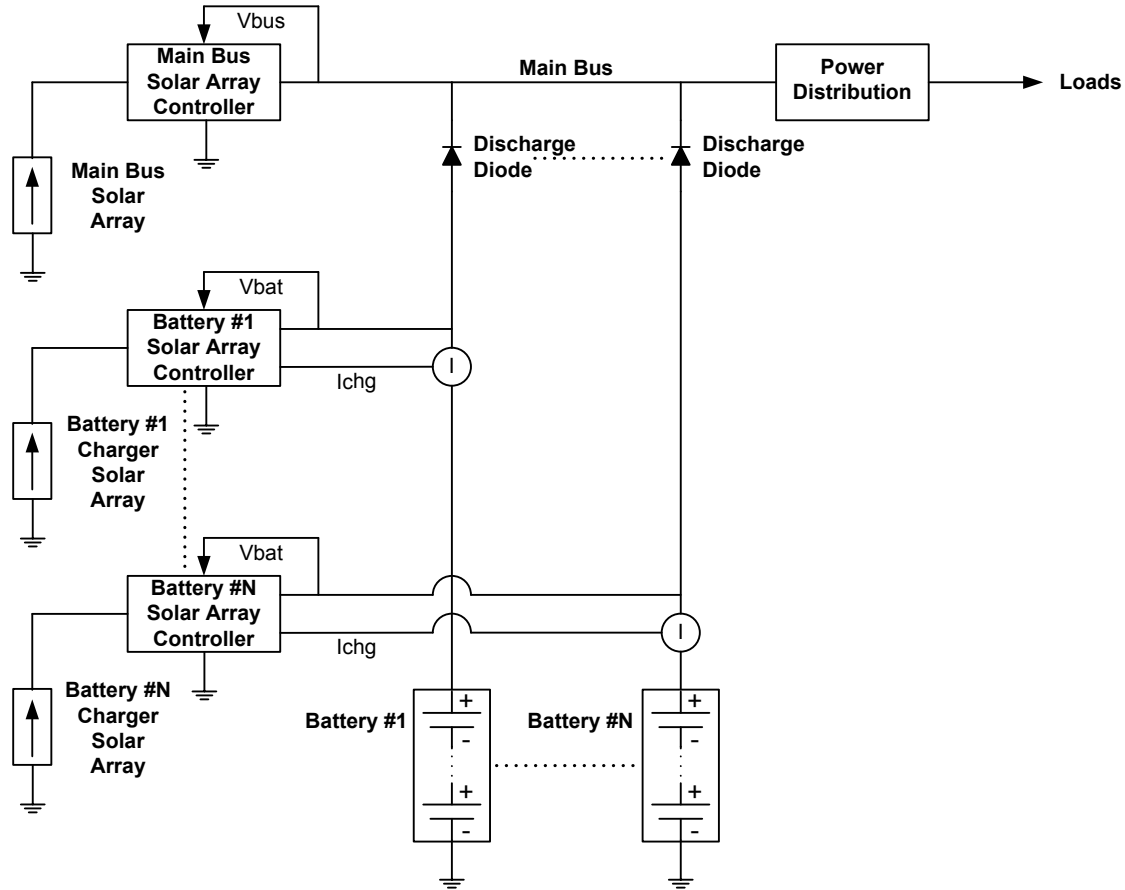 Vbus
Main Bus
Solar Array
Controller
Main Bus
Power
Distribution
Loads
Discharge
Diode
Discharge
Diode
Main Bus
Solar
Array
Vbat
Battery #1
Solar Array
Controller
I
Ichg
Battery #1
Charger
Solar
Array
Vbat
Battery #N
Solar Array
Controller
I
Ichg
Battery #N
Charger
Solar
Array
Battery #1
+
-
+
-
Battery #N
+
-
+
-